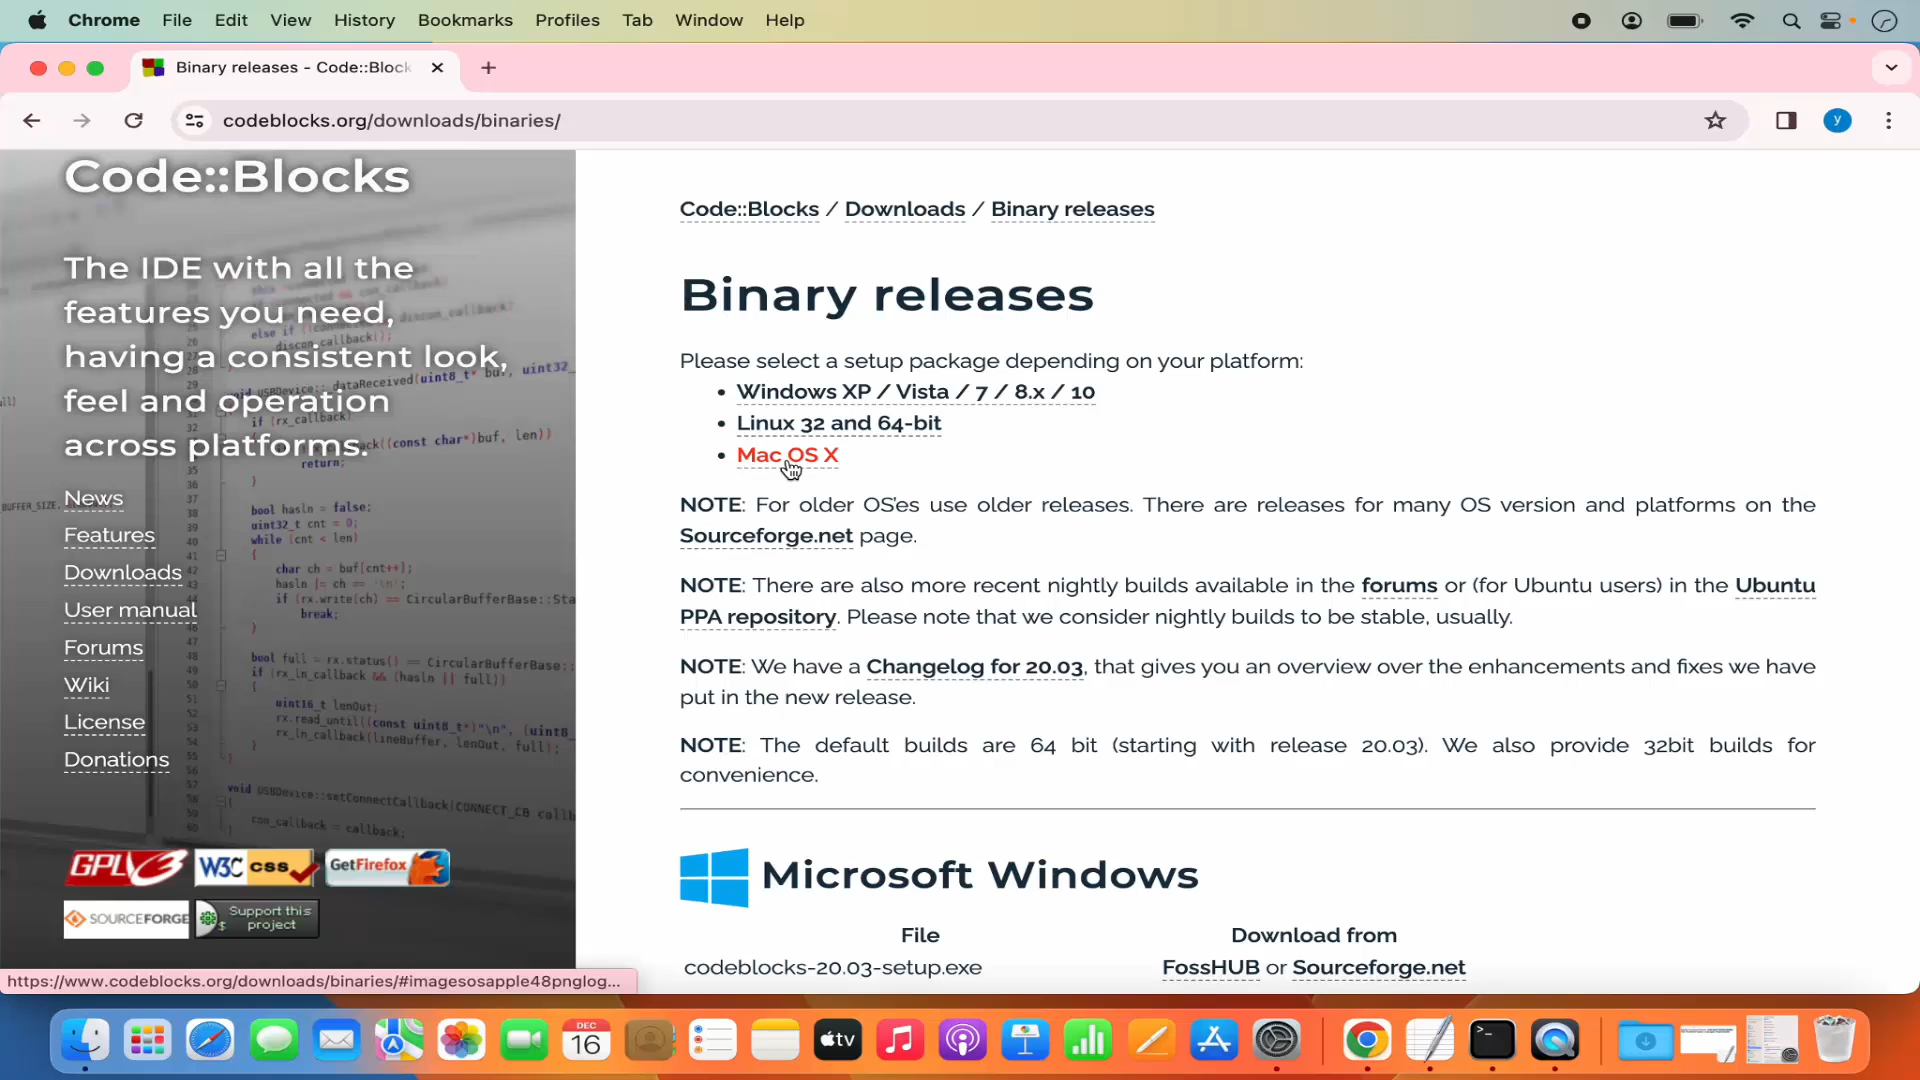 Chrome File Edit View History Bookmarks Profiles Tab Window Help
Binary releases - Code::Block
codeblocks.org/downloads/binaries/
y
Code::Blocks
The IDE with all the
features you need,
having a consistent look,
feel and operation
across platforms.
News
Features
Downloads
User manual
Forums
Wiki
License
Donations
GPL v3 W3C css GetFirefox
SOURCEFORGE Support this
project
Code::Blocks / Downloads / Binary releases
Binary releases
Please select a setup package depending on your platform:
• Windows XP / Vista / 7 / 8.x / 10
• Linux 32 and 64-bit
• Mac OS X
NOTE: For older OS'es use older releases. There are releases for many OS version and platforms on the
Sourceforge.net page.
NOTE: There are also more recent nightly builds available in the forums or (for Ubuntu users) in the Ubuntu
PPA repository. Please note that we consider nightly builds to be stable, usually.
NOTE: We have a Changelog for 20.03, that gives you an overview over the enhancements and fixes we have
put in the new release.
NOTE: The default builds are 64 bit (starting with release 20.03). We also provide 32bit builds for
convenience.
Microsoft Windows
File Download from
codeblocks-20.03-setup.exe FossHUB or Sourceforge.net
https://www.codeblocks.org/downloads/binaries/#imagesosapple48pnglog...
DEC
16
tv